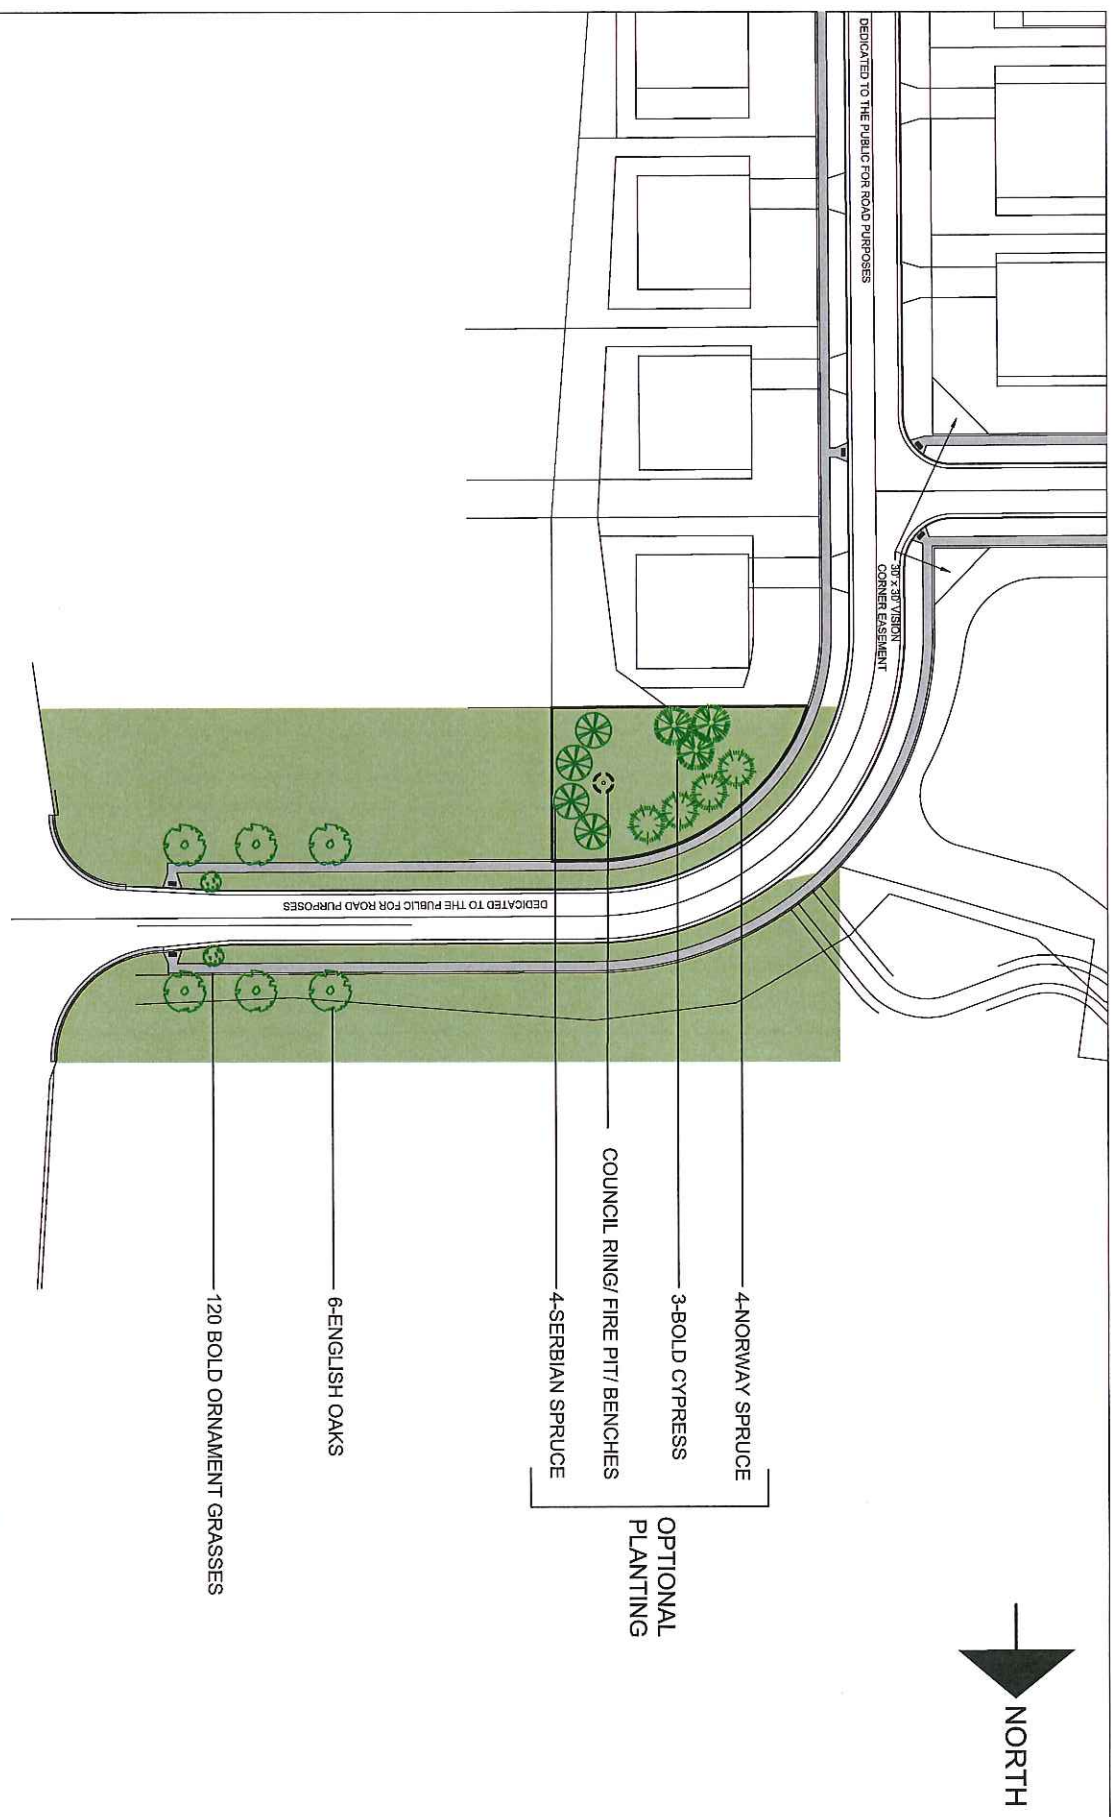 DEDICATED TO THE PUBLIC FOR ROAD PURPOSES
30' x 30' VISION
CORNER EASEMENT
DEDICATED TO THE PUBLIC FOR ROAD PURPOSES
4-NORWAY SPRUCE
3-BOLD CYPRESS
COUNCIL RING/ FIRE PIT/ BENCHES
4-SERBIAN SPRUCE
OPTIONAL
PLANTING
6-ENGLISH OAKS
120 BOLD ORNAMENT GRASSES
NORTH